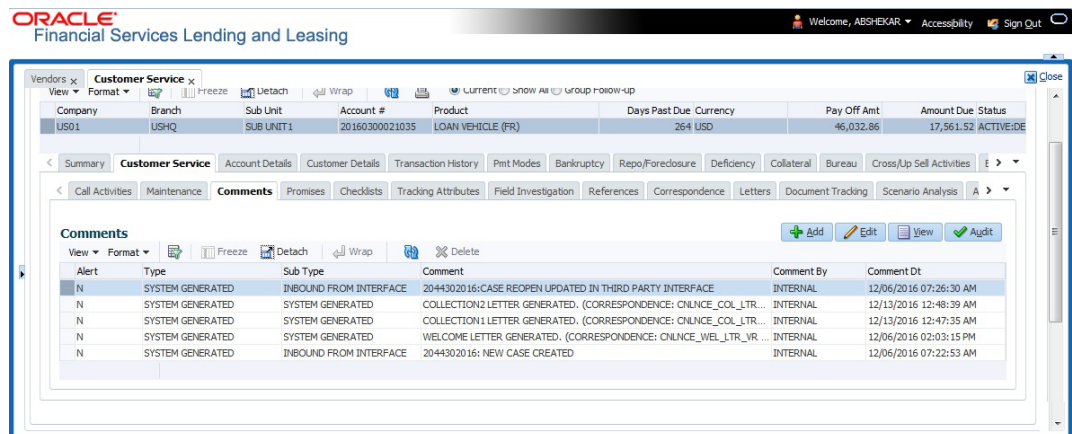 ORACLE
Financial Services Lending and Leasing
Welcome, ABSHEKAR Accessibility Sign Out
Vendors x Customer Service x Close
View Format Freeze Detach Wrap Current Show All Group Follow-up
Company Branch Sub Unit Account # Product Days Past Due Currency Pay Off Amt Amount Due Status
US01 USHQ SUB UNIT1 20160300021035 LOAN VEHICLE (FR) 264 USD 46,032.86 17,561.52 ACTIVE:DE
Summary Customer Service Account Details Customer Details Transaction History Pmt Modes Bankruptcy Repo/Foreclosure Deficiency Collateral Bureau Cross/Up Sell Activities
Call Activities Maintenance Comments Promises Checklists Tracking Attributes Field Investigation References Correspondence Letters Document Tracking Scenario Analysis A
Comments Add Edit View Audit
View Format Freeze Detach Wrap Delete
Alert Type Sub Type Comment Comment By Comment Dt
N SYSTEM GENERATED INBOUND FROM INTERFACE 2044302016:CASE REOPEN UPDATED IN THIRD PARTY INTERFACE INTERNAL 12/06/2016 07:26:30 AM
N SYSTEM GENERATED SYSTEM GENERATED COLLECTION2 LETTER GENERATED. (CORRESPONDENCE: CNLNCE_COL_LTR... INTERNAL 12/13/2016 12:48:39 AM
N SYSTEM GENERATED SYSTEM GENERATED COLLECTION1 LETTER GENERATED. (CORRESPONDENCE: CNLNCE_COL_LTR... INTERNAL 12/13/2016 12:47:35 AM
N SYSTEM GENERATED SYSTEM GENERATED WELCOME LETTER GENERATED. (CORRESPONDENCE: CNLNCE_WEL_LTR_VR ... INTERNAL 12/06/2016 02:03:15 PM
N SYSTEM GENERATED INBOUND FROM INTERFACE 2044302016: NEW CASE CREATED INTERNAL 12/06/2016 07:22:53 AM